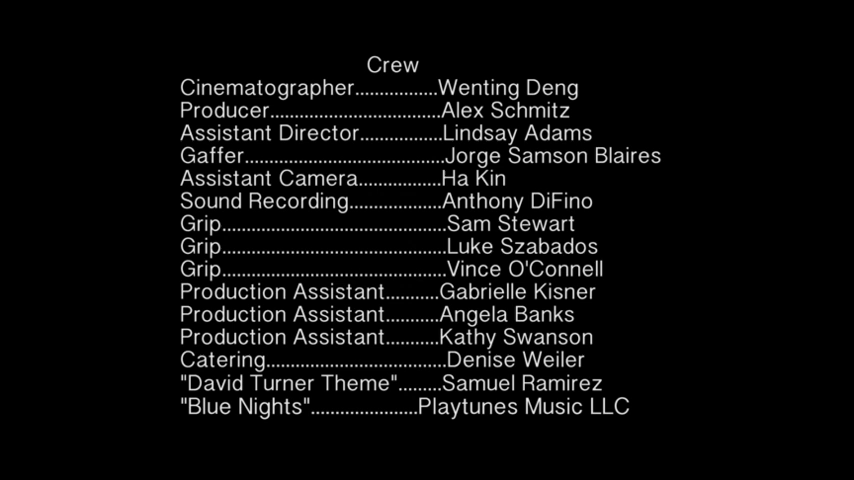 Crew
Cinematographer.................Wenting Deng
Producer...................................Alex Schmitz
Assistant Director.................Lindsay Adams
Gaffer.........................................Jorge Samson Blaires
Assistant Camera.................Ha Kin
Sound Recording...................Anthony DiFino
Grip..............................................Sam Stewart
Grip..............................................Luke Szabados
Grip..............................................Vince O'Connell
Production Assistant...........Gabrielle Kisner
Production Assistant...........Angela Banks
Production Assistant...........Kathy Swanson
Catering.....................................Denise Weiler
"David Turner Theme".........Samuel Ramirez
"Blue Nights"......................Playtunes Music LLC